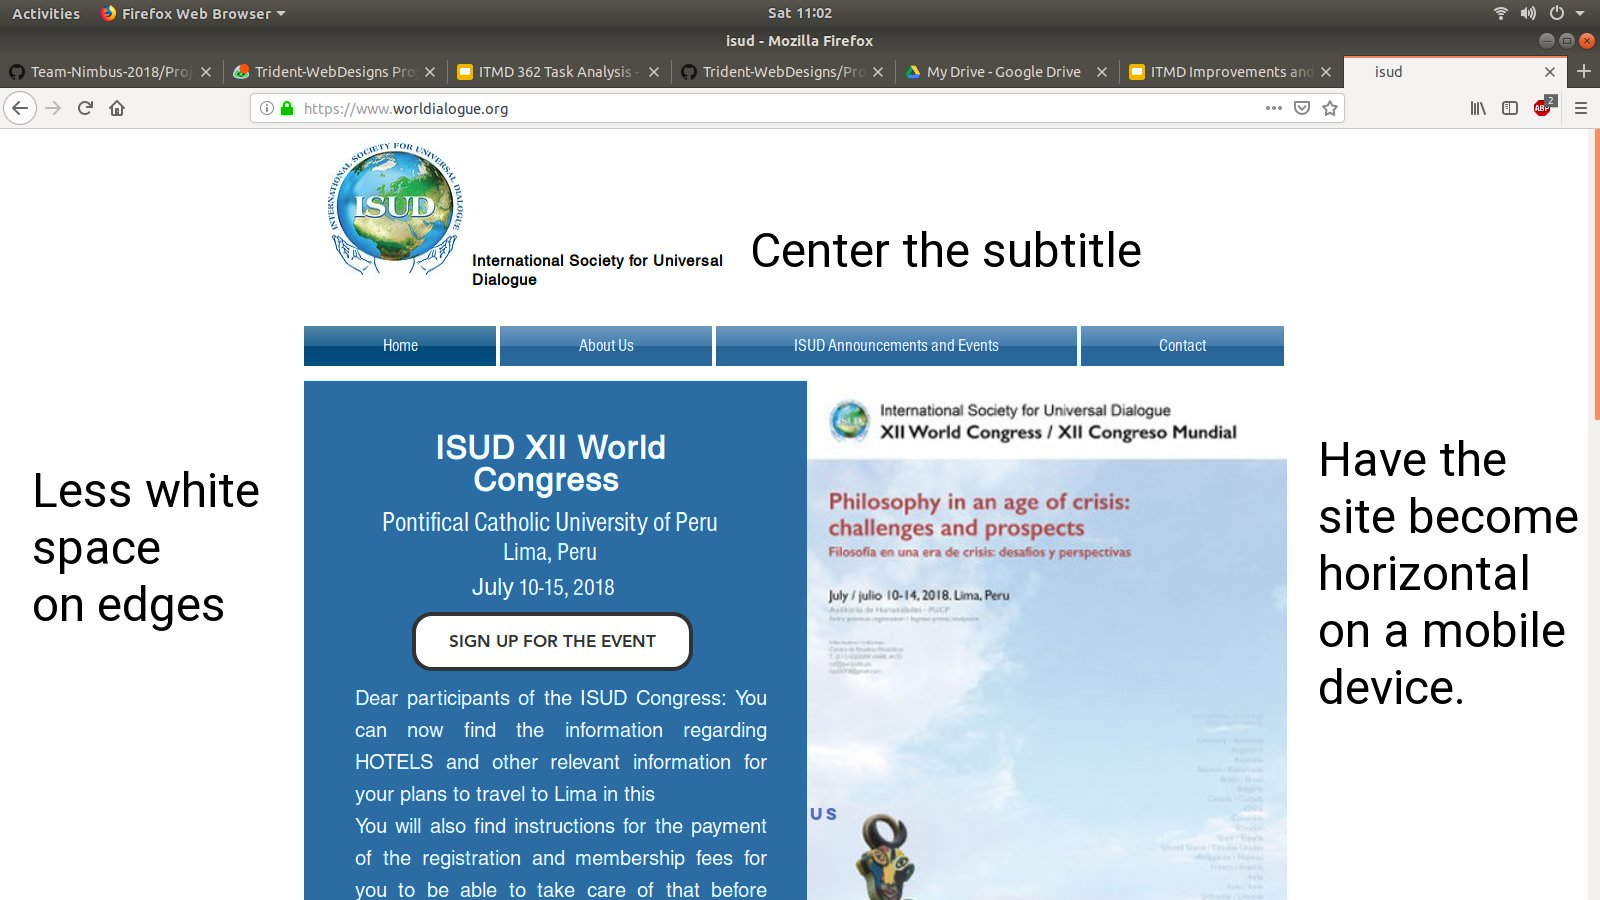 Activities
Firefox Web Browser
Sat 11:02
isud - Mozilla Firefox
Team-Nimbus-2018/Proj
Trident-WebDesigns Pro
ITMD 362 Task Analysis -
Trident-WebDesigns/Pro
My Drive - Google Drive
ITMD Improvements and
isud
https://www.worldialogue.org
ABP
2
INTERNATIONAL SOCIETY FOR UNIVERSAL DIALOGUE
ISUD
International Society for Universal
Dialogue
Center the subtitle
Home
About Us
ISUD Announcements and Events
Contact
Less white
space
on edges
ISUD XII World
Congress
Pontifical Catholic University of Peru
Lima, Peru
July 10-15, 2018
SIGN UP FOR THE EVENT
Dear participants of the ISUD Congress: You
can now find the information regarding
HOTELS and other relevant information for
your plans to travel to Lima in this
You will also find instructions for the payment
of the registration and membership fees for
you to be able to take care of that before
International Society for Universal Dialogue
XII World Congress / XII Congreso Mundial
Philosophy in an age of crisis:
challenges and prospects
Filosofía en una era de crisis: desafíos y perspectivas
July / julio 10-14, 2018. Lima, Peru
US
Have the
site become
horizontal
on a mobile
device.